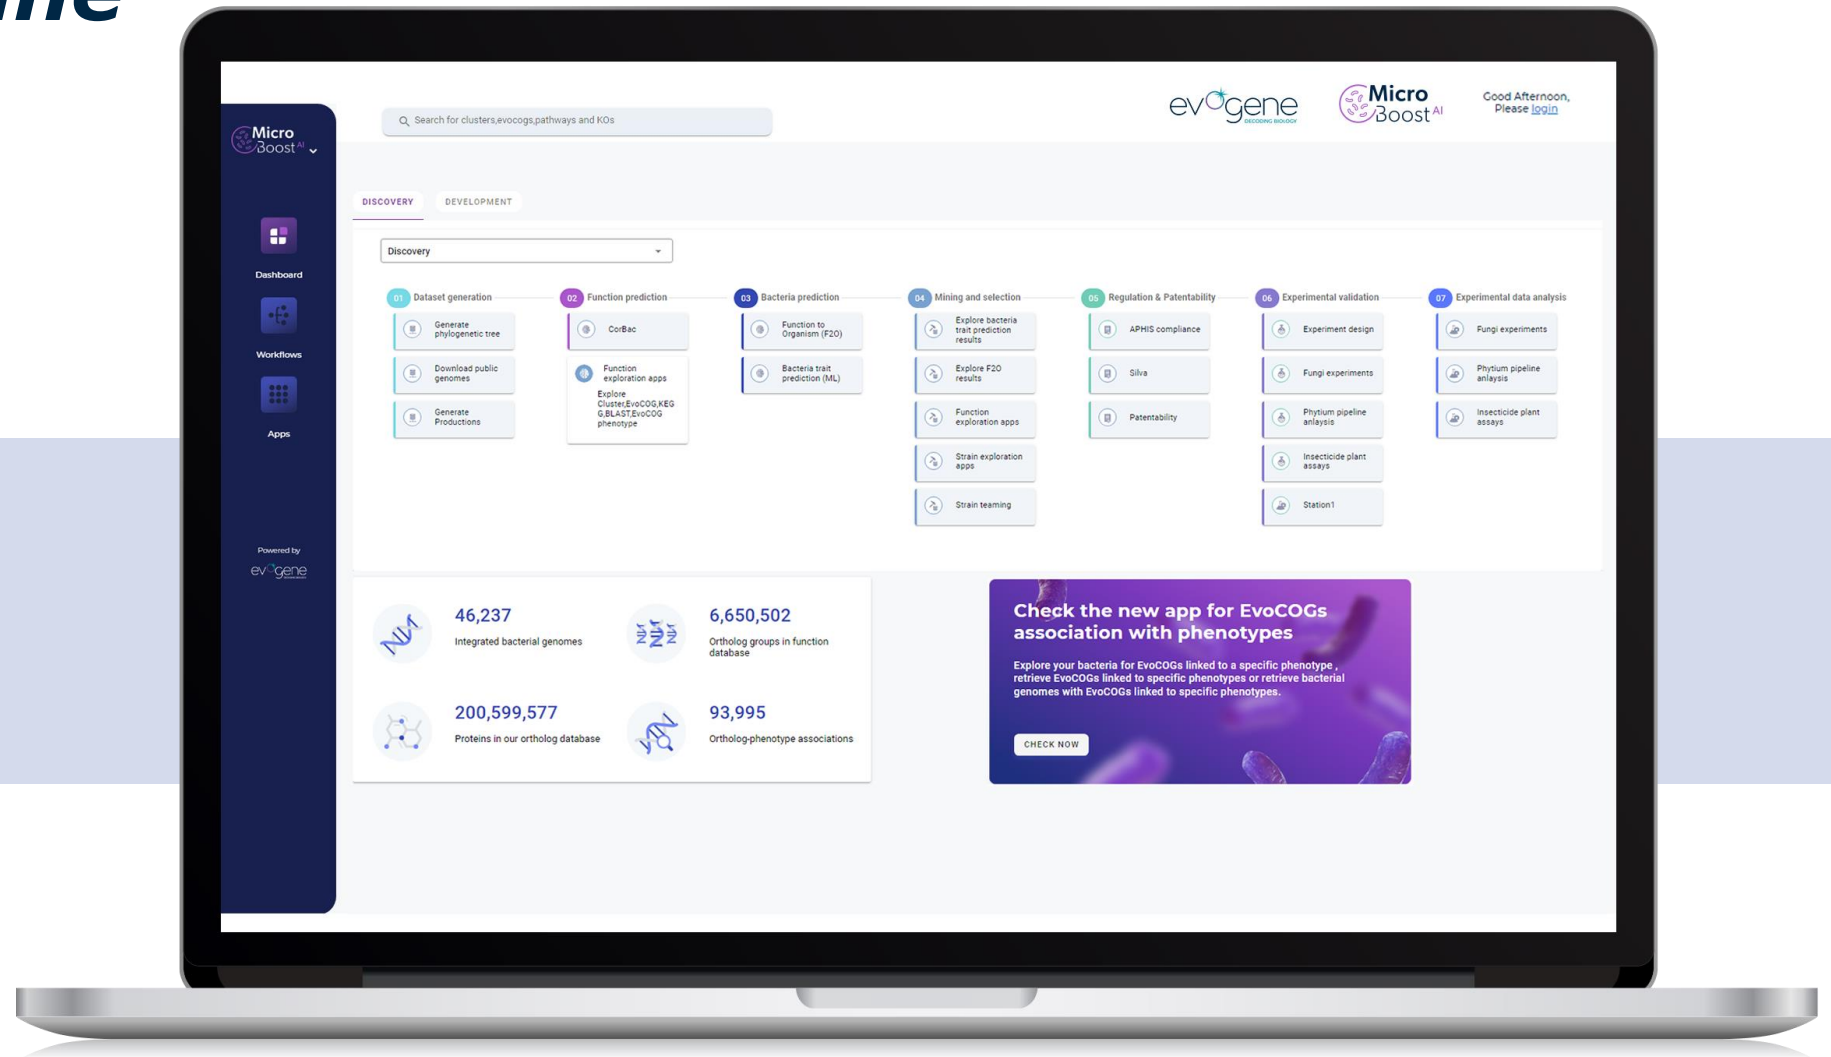 Micro
Boost AI
Search for clusters,evocogs,pathways and KOs
evogene
DECODING BIOLOGY
Micro
Boost AI
Good Afternoon,
Please login
DISCOVERY
DEVELOPMENT
Dashboard
Workflows
Apps
Powered by
evogene
Discovery
01 Dataset generation
Generate
phylogenetic tree
Download public
genomes
Generate
Productions
02 Function prediction
CorBac
Function
exploration apps
Explore
Cluster,EvoCOG,KEG
G,BLAST,EvoCOG
phenotype
03 Bacteria prediction
Function to
Organism (F2O)
Bacteria trait
prediction (ML)
04 Mining and selection
Explore bacteria
trait prediction
results
Explore F2O
results
Function
exploration apps
Strain exploration
apps
Strain teaming
05 Regulation & Patentability
APHIS compliance
Silva
Patentability
06 Experimental validation
Experiment design
Fungi experiments
Phytium pipeline
anlaysis
Insecticide plant
assays
Station1
07 Experimental data analysis
Fungi experiments
Phytium pipeline
anlaysis
Insecticide plant
assays
46,237
Integrated bacterial genomes
6,650,502
Ortholog groups in function
database
200,599,577
Proteins in our ortholog database
93,995
Ortholog-phenotype associations
Check the new app for EvoCOGs
association with phenotypes
Explore your bacteria for EvoCOGs linked to a specific phenotype ,
retrieve EvoCOGs linked to specific phenotypes or retrieve bacterial
genomes with EvoCOGs linked to specific phenotypes.
CHECK NOW